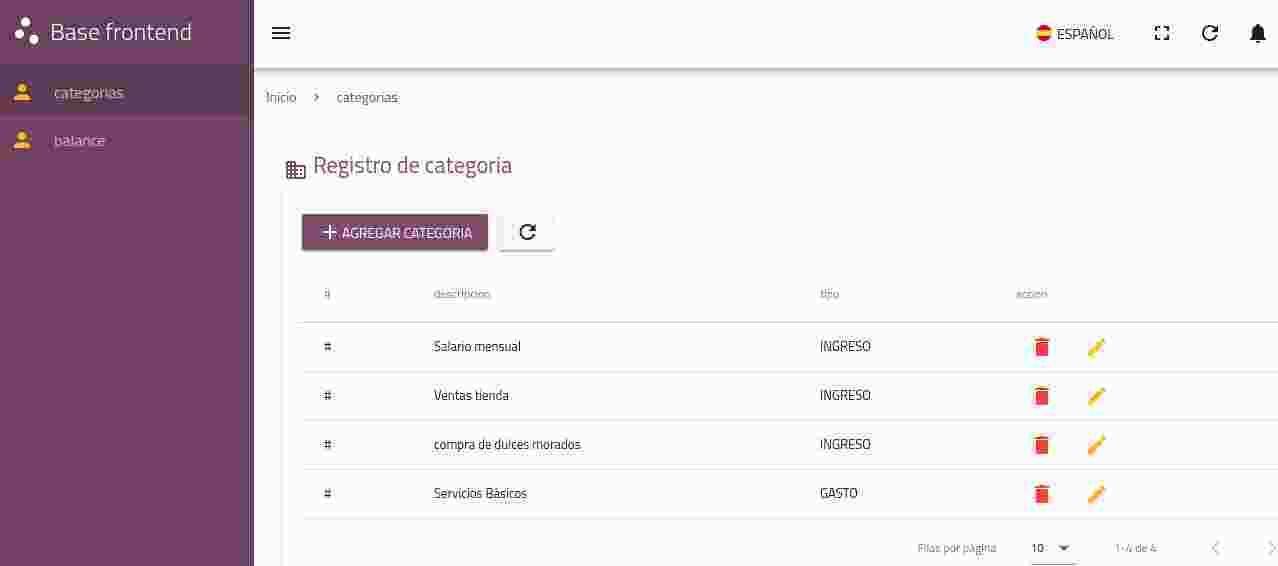 Base frontend
ESPAÑOL
categorias
balance
Inicio > categorias
Registro de categoria
+ AGREGAR CATEGORIA
# descripcion tipo accion
# Salario mensual INGRESO
# Ventas tienda INGRESO
# compra de dulces morados INGRESO
# Servicios Básicos GASTO
Filas por página 10 1-4 de 4